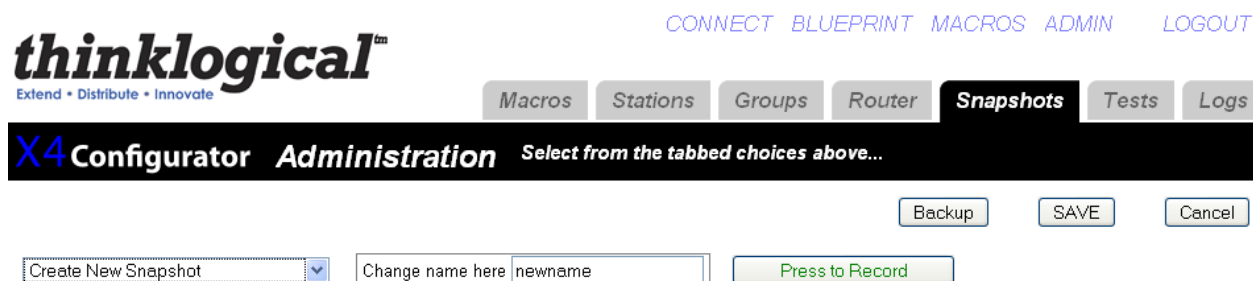 CONNECT BLUEPRINT MACROS ADMIN LOGOUT
thinklogical™
Extend • Distribute • Innovate
Macros Stations Groups Router Snapshots Tests Logs
X4 Configurator Administration Select from the tabbed choices above...
Backup SAVE Cancel
Create New Snapshot Change name here newname Press to Record